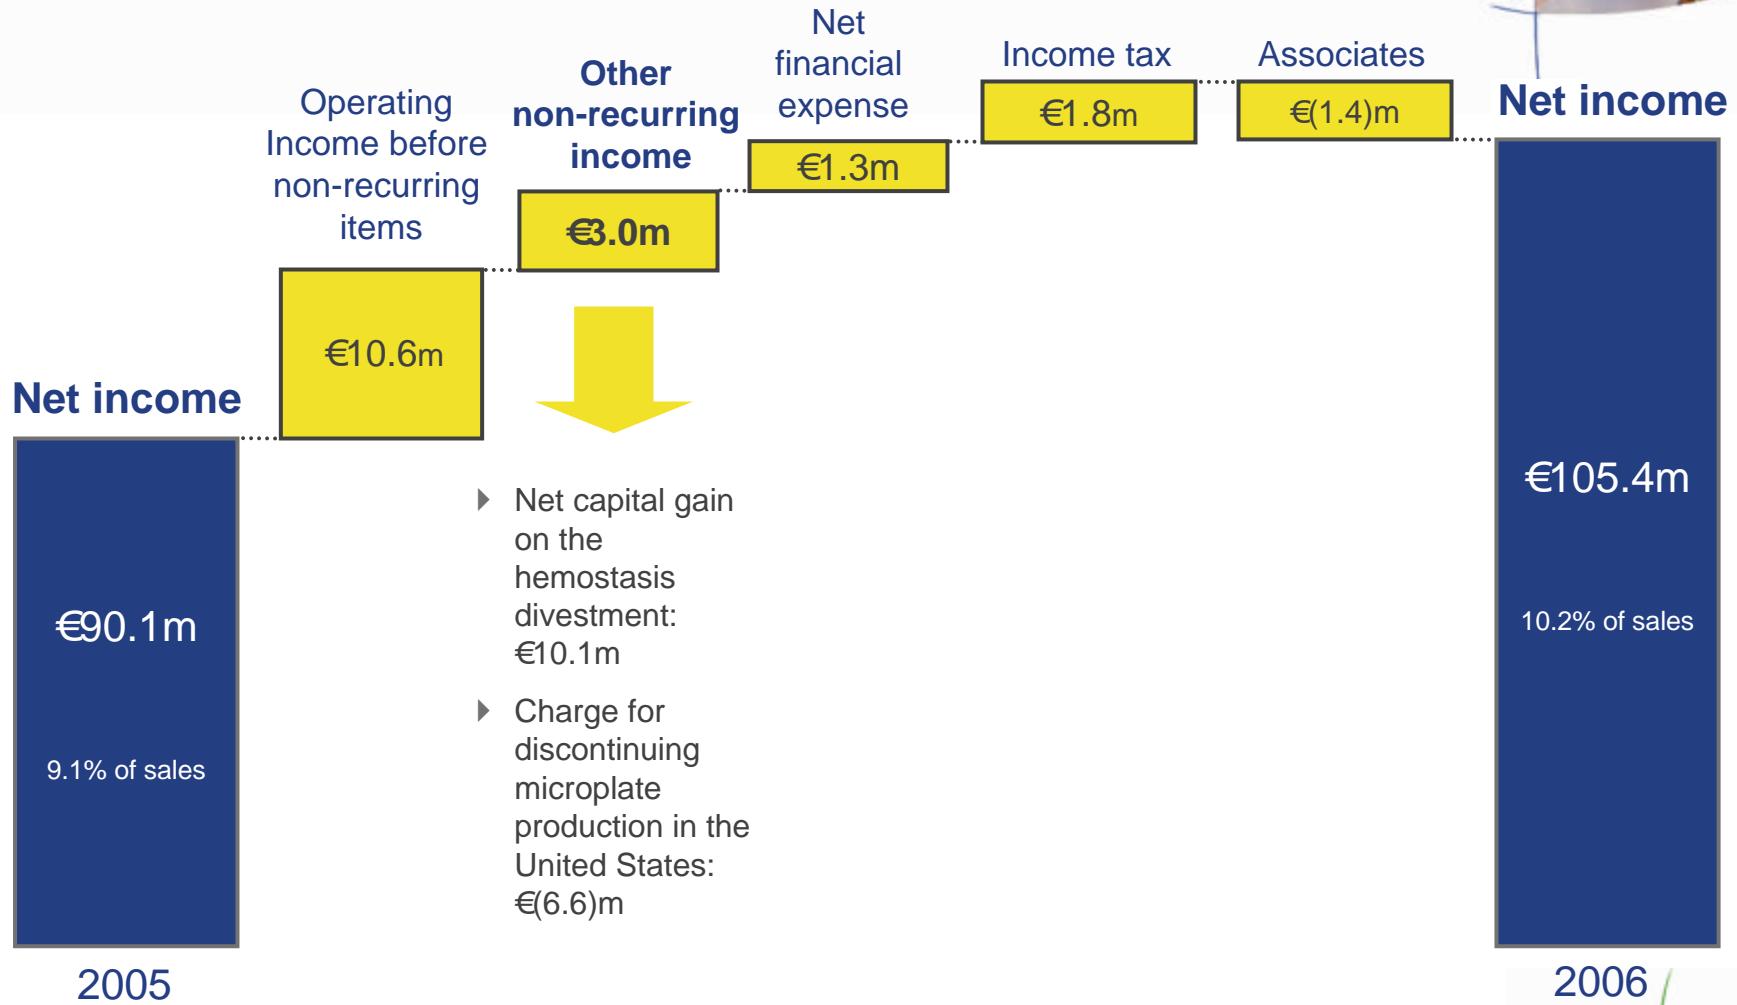 Net income
€90.1m
9.1% of sales
2005
Operating
Income before
non-recurring
items
€10.6m
Other
non-recurring
income
€3.0m
Net capital gain
on the
hemostasis
divestment:
€10.1m
Charge for
discontinuing
microplate
production in the
United States:
€(6.6)m
Net
financial
expense
€1.3m
Income tax
€1.8m
Associates
€(1.4)m
Net income
€105.4m
10.2% of sales
2006